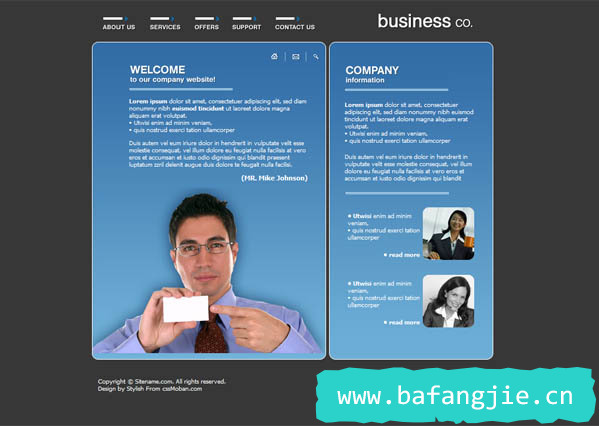 ABOUT US SERVICES OFFERS SUPPORT CONTACT US
business co.
WELCOME
to our company website!
Lorem ipsum dolor sit amet, consectetuer adipiscing elit, sed diam
nonummy nibh euismod tincidunt ut laoreet dolore magna
aliquam erat volutpat.
• Utwisi enim ad minim veniam,
• quis nostrud exerci tation ullamcorper
Duis autem vel eum iriure dolor in hendrerit in vulputate velit esse
molestie consequat, vel illum dolore eu feugiat nulla facilisis at vero
eros et accumsan et iusto odio dignissim qui blandit praesent
luptatum zzril delenit augue duis dolore te feugait nulla facilisi.
(MR. Mike Johnson)
COMPANY
information
Lorem ipsum dolor sit amet, consectetuer
adipiscing elit, sed diam nonummy nibh euismod
tincidunt ut laoreet dolore magna aliquam erat
volutpat.
• Utwisi enim ad minim veniam,
• quis nostrud exerci tation ullamcorper
Duis autem vel eum iriure dolor in hendrerit in
vulputate velit esse molestie consequat, vel illum
dolore eu feugiat nulla facilisis at vero eros et
accumsan et iusto odio dignissim qui blandit
• Utwisi enim ad minim
veniam,
• quis nostrud exerci tation
ullamcorper
• read more
• Utwisi enim ad minim
veniam,
• quis nostrud exerci tation
ullamcorper
• read more
Copyright © Sitename.com. All rights reserved.
Design by Stylish From cssMoban.com
www.bafangjie.cn